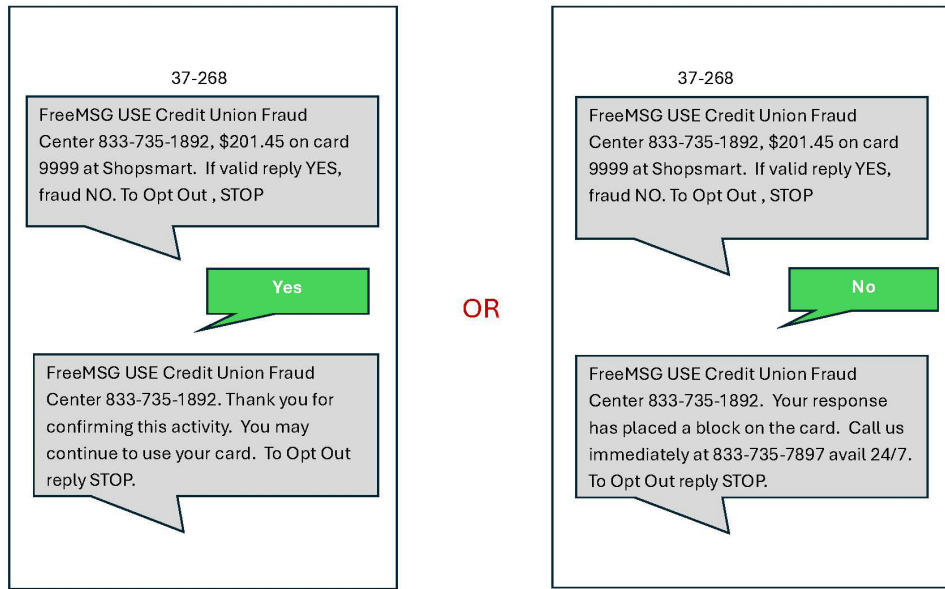 37-268
FreeMSG USE Credit Union Fraud
Center 833-735-1892, $201.45 on card
9999 at Shopsmart.  If valid reply YES,
fraud NO. To Opt Out , STOP
Yes
FreeMSG USE Credit Union Fraud
Center 833-735-1892. Thank you for
confirming this activity.  You may
continue to use your card.  To Opt Out
reply STOP.
OR
37-268
FreeMSG USE Credit Union Fraud
Center 833-735-1892, $201.45 on card
9999 at Shopsmart.  If valid reply YES,
fraud NO. To Opt Out , STOP
No
FreeMSG USE Credit Union Fraud
Center 833-735-1892.  Your response
has placed a block on the card.  Call us
immediately at 833-735-7897 avail 24/7.
To Opt Out reply STOP.